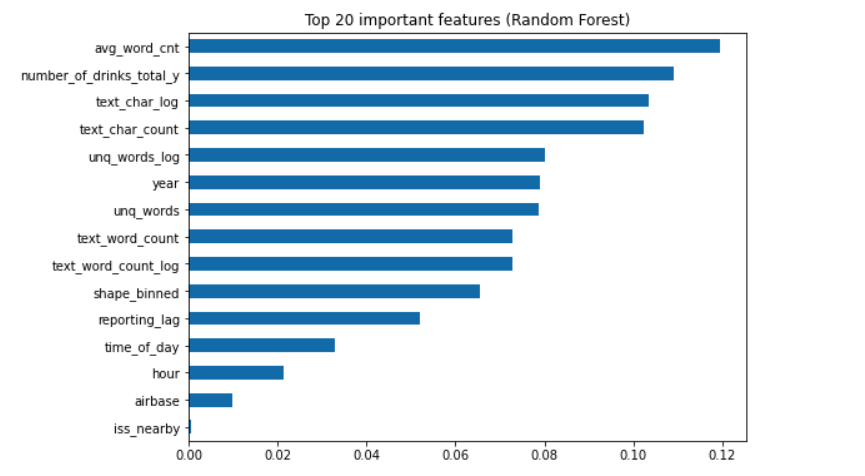 Top 20 important features (Random Forest)
avg_word_cnt
number_of_drinks_total_y
text_char_log
text_char_count
unq_words_log
year
unq_words
text_word_count
text_word_count_log
shape_binned
reporting_lag
time_of_day
hour
airbase
iss_nearby
0.00 0.02 0.04 0.06 0.08 0.10 0.12